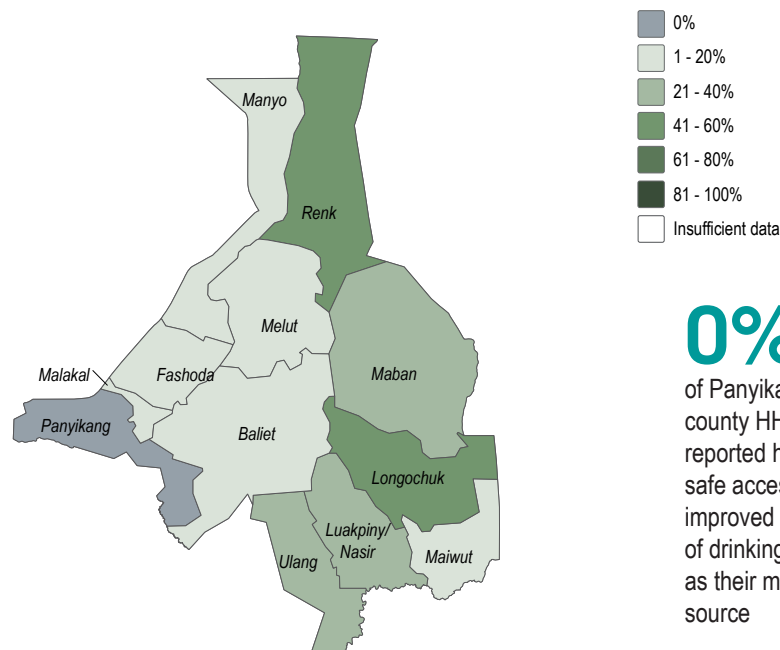 0%
1 - 20%
21 - 40%
41 - 60%
61 - 80%
81 - 100%
Insufficient data
Manyo
Renk
Melut
Maban
Malakal
Fashoda
Panyikang
Baliet
Longochuk
Luakpiny/
Nasir
Ulang
Maiwut
0%
of Panyika
county HH
reported h
safe acces
improved
of drinking
as their m
source